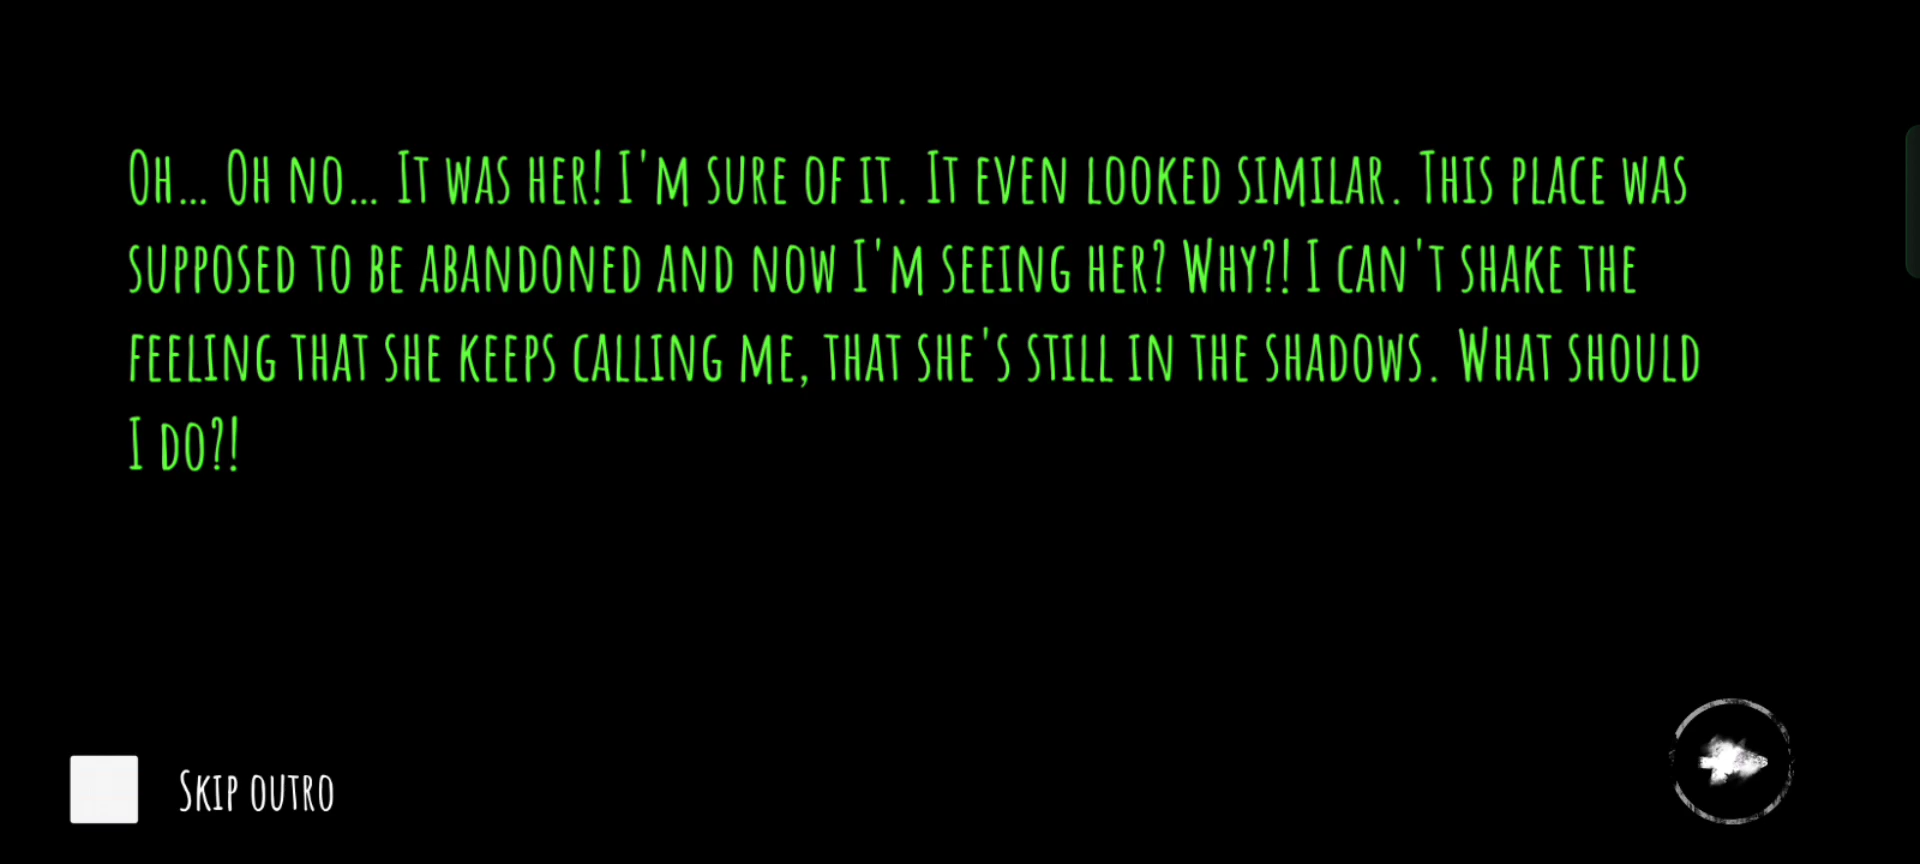 Oh... Oh no... It was her! I'm sure of it. It even looked similar. This place was
supposed to be abandoned and now I'm seeing her? Why?! I can't shake the
feeling that she keeps calling me, that she's still in the shadows. What should
I do?!
Skip outro